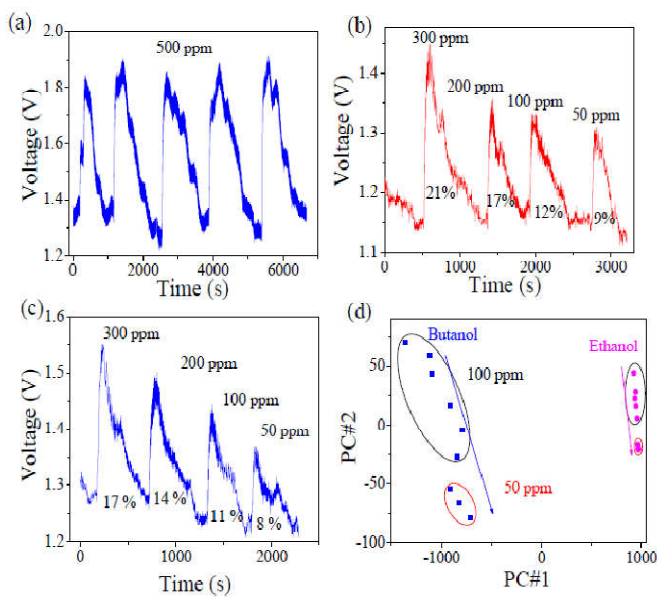 (a)
500 ppm
Voltage (V)
2.0
1.8
1.6
1.4
1.2
0
2000
4000
6000
Time (s)
(b)
300 ppm
200 ppm
100 ppm
50 ppm
Voltage (V)
1.4
1.3
1.2
1.1
21%
17%
12%
9%
0
1000
2000
3000
Time (s)
(c)
300 ppm
200 ppm
100 ppm
50 ppm
Voltage (V)
1.6
1.5
1.4
1.3
1.2
17 %
14 %
11 %
8 %
0
1000
2000
Time (s)
(d)
Butanol
Ethanol
100 ppm
50 ppm
PC#2
50
0
-50
-100
-1000
0
1000
PC#1